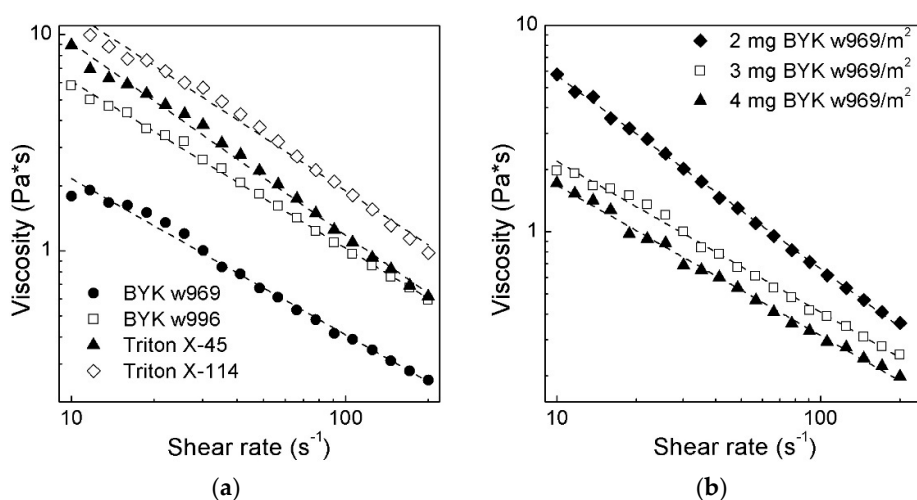 10
1
Viscosity (Pa*s)
BYK w969
BYK w996
Triton X-45
Triton X-114
10
100
Shear rate (s⁻¹)
(a)
10
1
Viscosity (Pa*s)
2 mg BYK w969/m²
3 mg BYK w969/m²
4 mg BYK w969/m²
10
100
Shear rate (s⁻¹)
(b)